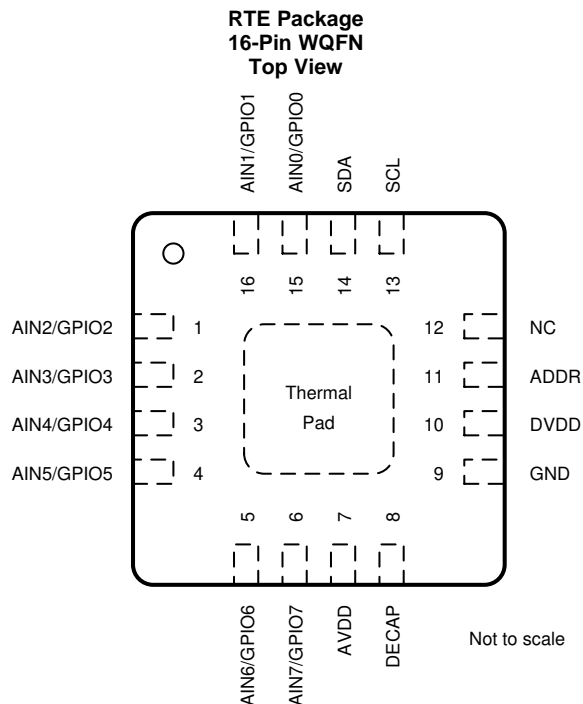 RTE Package
16-Pin WQFN
Top View
AIN1/GPIO1
AIN0/GPIO0
SDA
SCL
16
15
14
13
AIN2/GPIO2
1
12
NC
AIN3/GPIO3
2
11
ADDR
AIN4/GPIO4
3
10
DVDD
AIN5/GPIO5
4
9
GND
Thermal
Pad
5
6
7
8
AIN6/GPIO6
AIN7/GPIO7
AVDD
DECAP
Not to scale